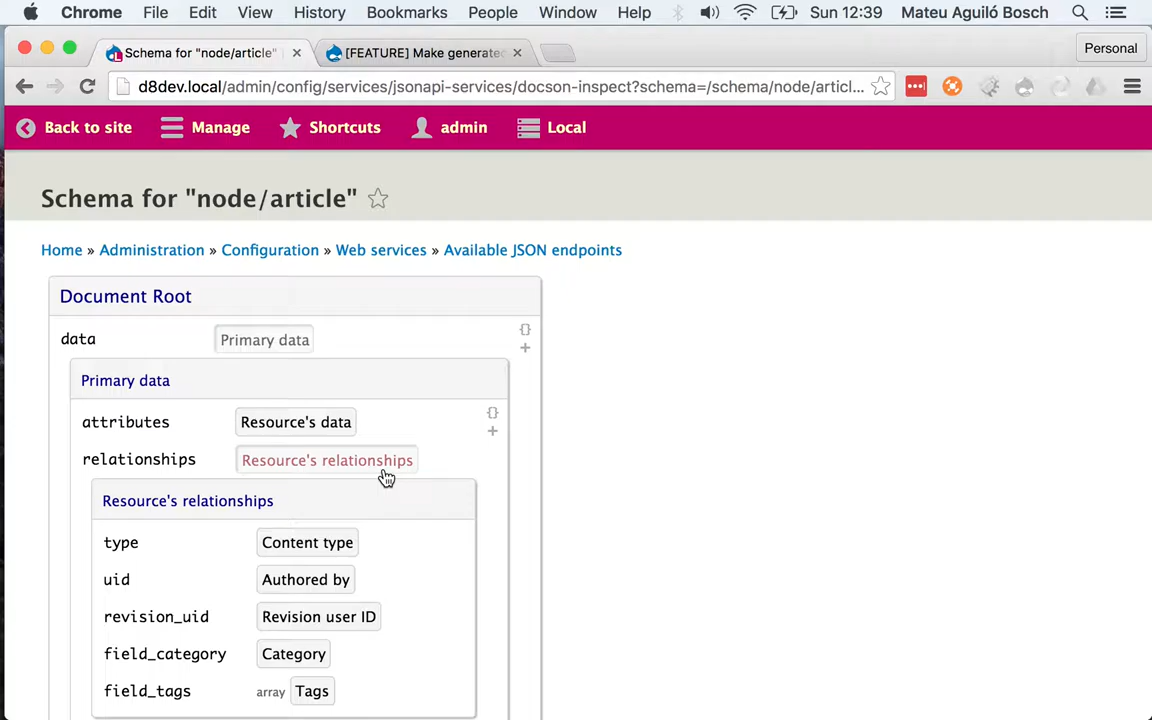 Chrome File Edit View History Bookmarks People Window Help Sun 12:39 Mateu Aguiló Bosch
Schema for "node/article" [FEATURE] Make generated Personal
d8dev.local/admin/config/services/jsonapi-services/docson-inspect?schema=/schema/node/articl...
Back to site Manage Shortcuts admin Local
Schema for "node/article"
Home » Administration » Configuration » Web services » Available JSON endpoints
Document Root
data Primary data {}
+
Primary data
attributes Resource's data {}
+
relationships Resource's relationships
Resource's relationships
type Content type
uid Authored by
revision_uid Revision user ID
field_category Category
field_tags array Tags